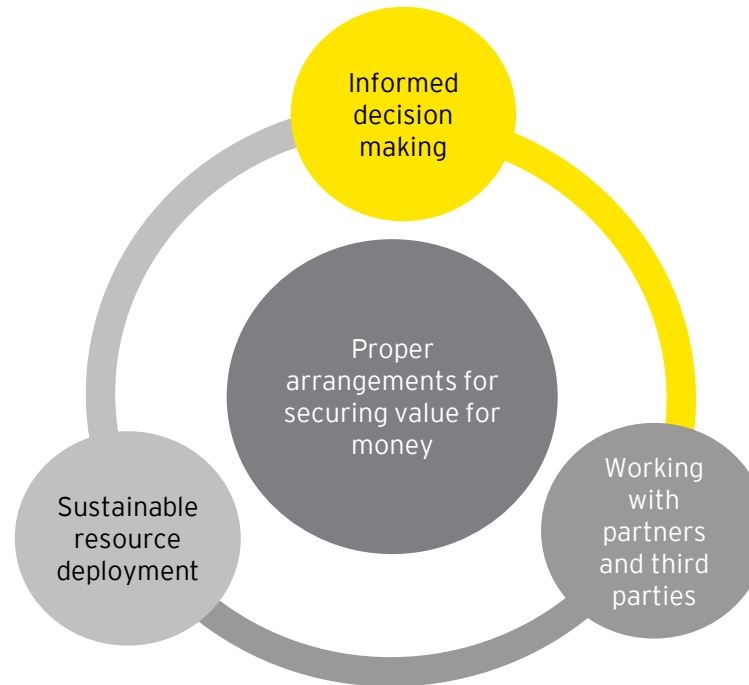 Informed
decision
making
Proper
arrangements for
securing value for
money
Sustainable
resource
deployment
Working
with
partners
and third
parties